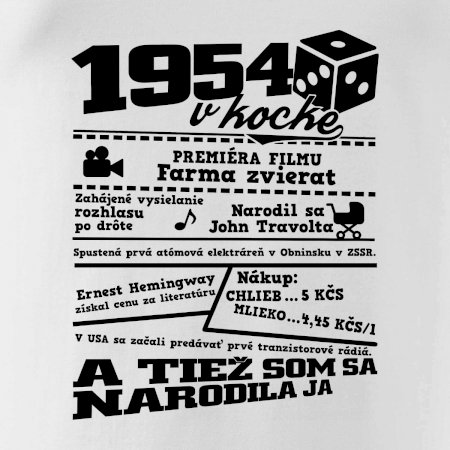 1954
v kocke
PREMIÉRA FILMU
Farma zvierat
Zahájené vysielanie
rozhlasu
po drôte
Narodil sa
John Travolta
Spustená prvá atómová elektráreň v Obninsku v ZSSR.
Ernest Hemingway
získal cenu za literatúru
Nákup:
CHLIEB ... 5 KČS
MLIEKO...4,45 KČS/l
V USA sa začali predávať prvé tranzistorové rádiá.
A TIEŽ SOM SA
NARODILA JA